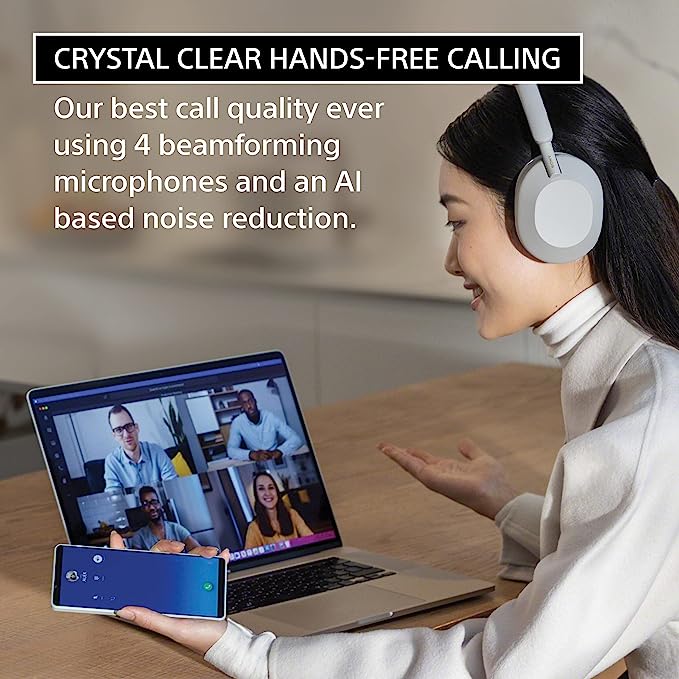 CRYSTAL CLEAR HANDS-FREE CALLING
Our best call quality ever
using 4 beamforming
microphones and an AI
based noise reduction.